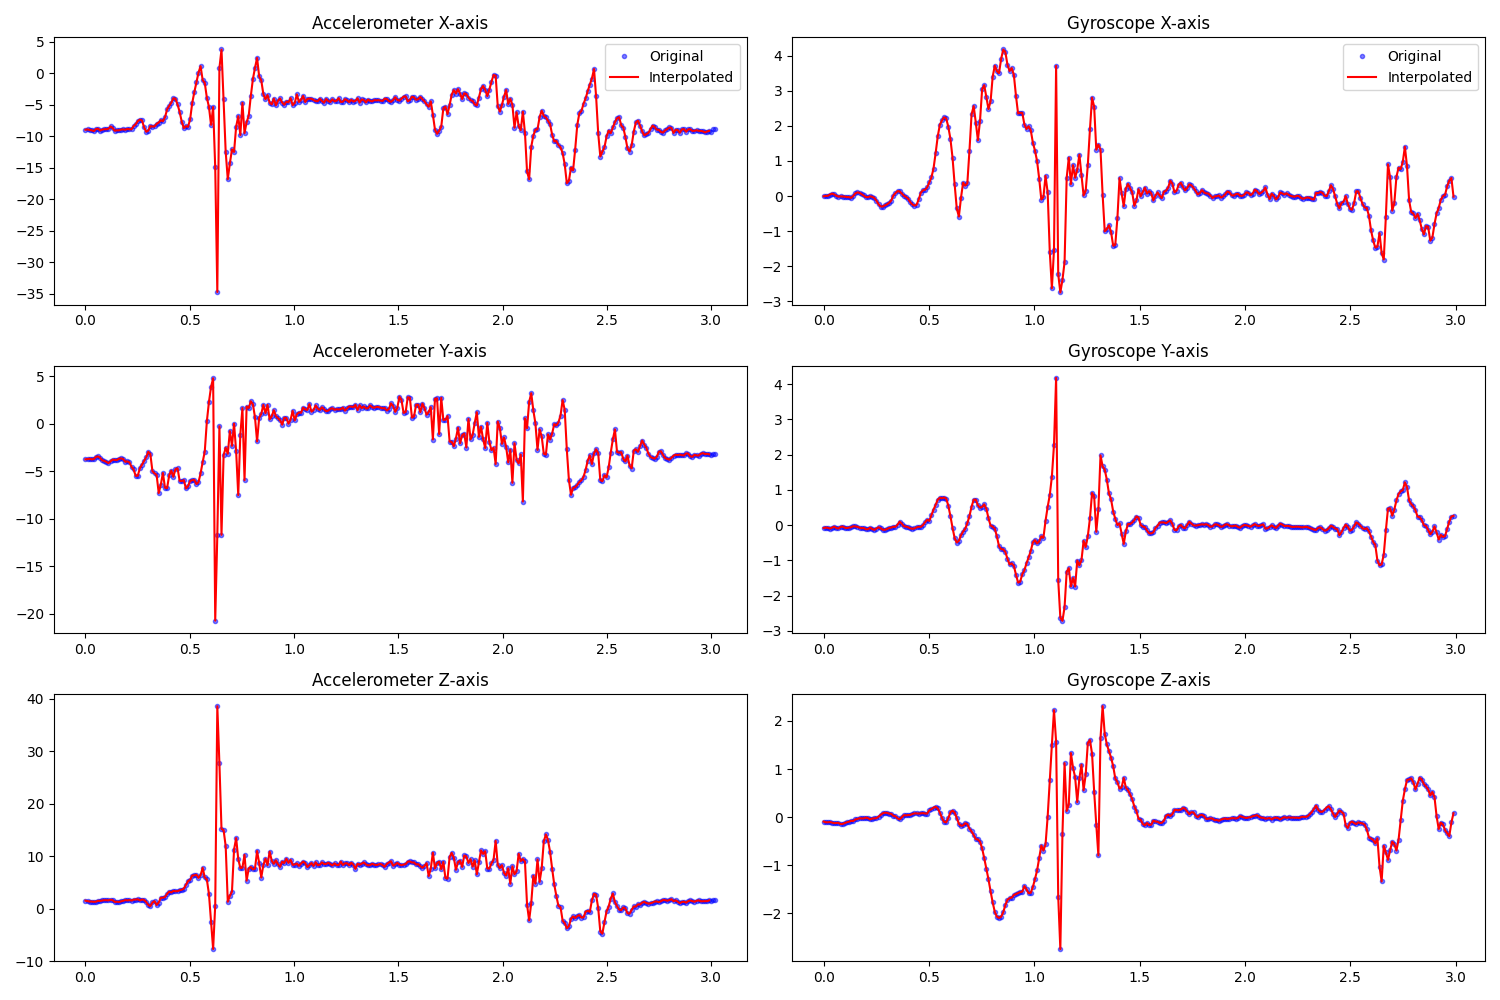 Accelerometer X-axis
5
0
−5
−10
−15
−20
−25
−30
−35
0.0 0.5 1.0 1.5 2.0 2.5 3.0
Original
Interpolated
Gyroscope X-axis
4
3
2
1
0
−1
−2
−3
0.0 0.5 1.0 1.5 2.0 2.5 3.0
Original
Interpolated
Accelerometer Y-axis
5
0
−5
−10
−15
−20
0.0 0.5 1.0 1.5 2.0 2.5 3.0
Gyroscope Y-axis
4
3
2
1
0
−1
−2
−3
0.0 0.5 1.0 1.5 2.0 2.5 3.0
Accelerometer Z-axis
40
30
20
10
0
−10
0.0 0.5 1.0 1.5 2.0 2.5 3.0
Gyroscope Z-axis
2
1
0
−1
−2
0.0 0.5 1.0 1.5 2.0 2.5 3.0